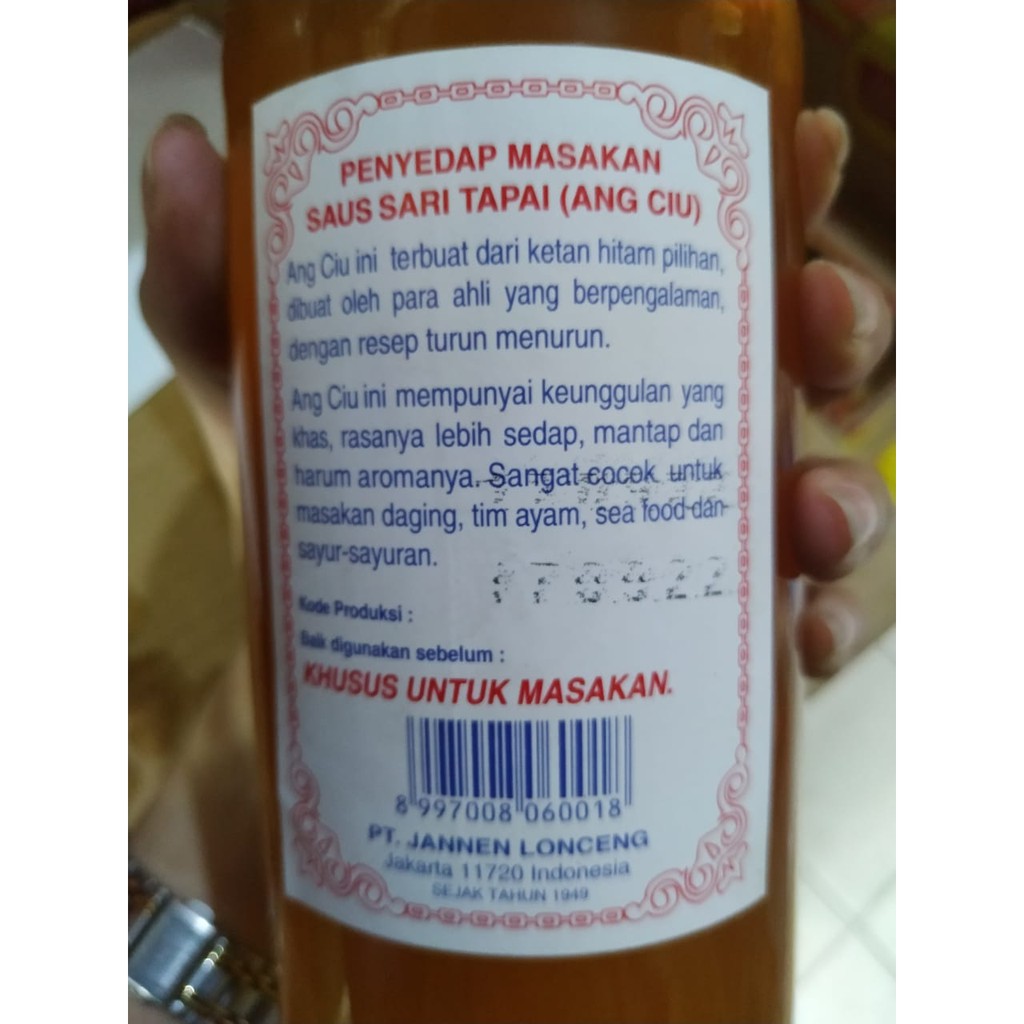 PENYEDAP MASAKAN
SAUS SARI TAPAI (ANG CIU)
Ang Ciu ini terbuat dari ketan hitam pilihan,
dibuat oleh para ahli yang berpengalaman,
dengan resep turun menurun.
Ang Ciu ini mempunyai keunggulan yang
khas, rasanya lebih sedap, mantap dan
harum aromanya. Sangat cocok untuk
masakan daging, tim ayam, sea food dan
sayur-sayuran.
Kode Produksi :
Baik digunakan sebelum :
KHUSUS UNTUK MASAKAN.
8 997008 060018
PT. JANNEN LONCENG
Jakarta 11720 Indonesia
SEJAK TAHUN 1949